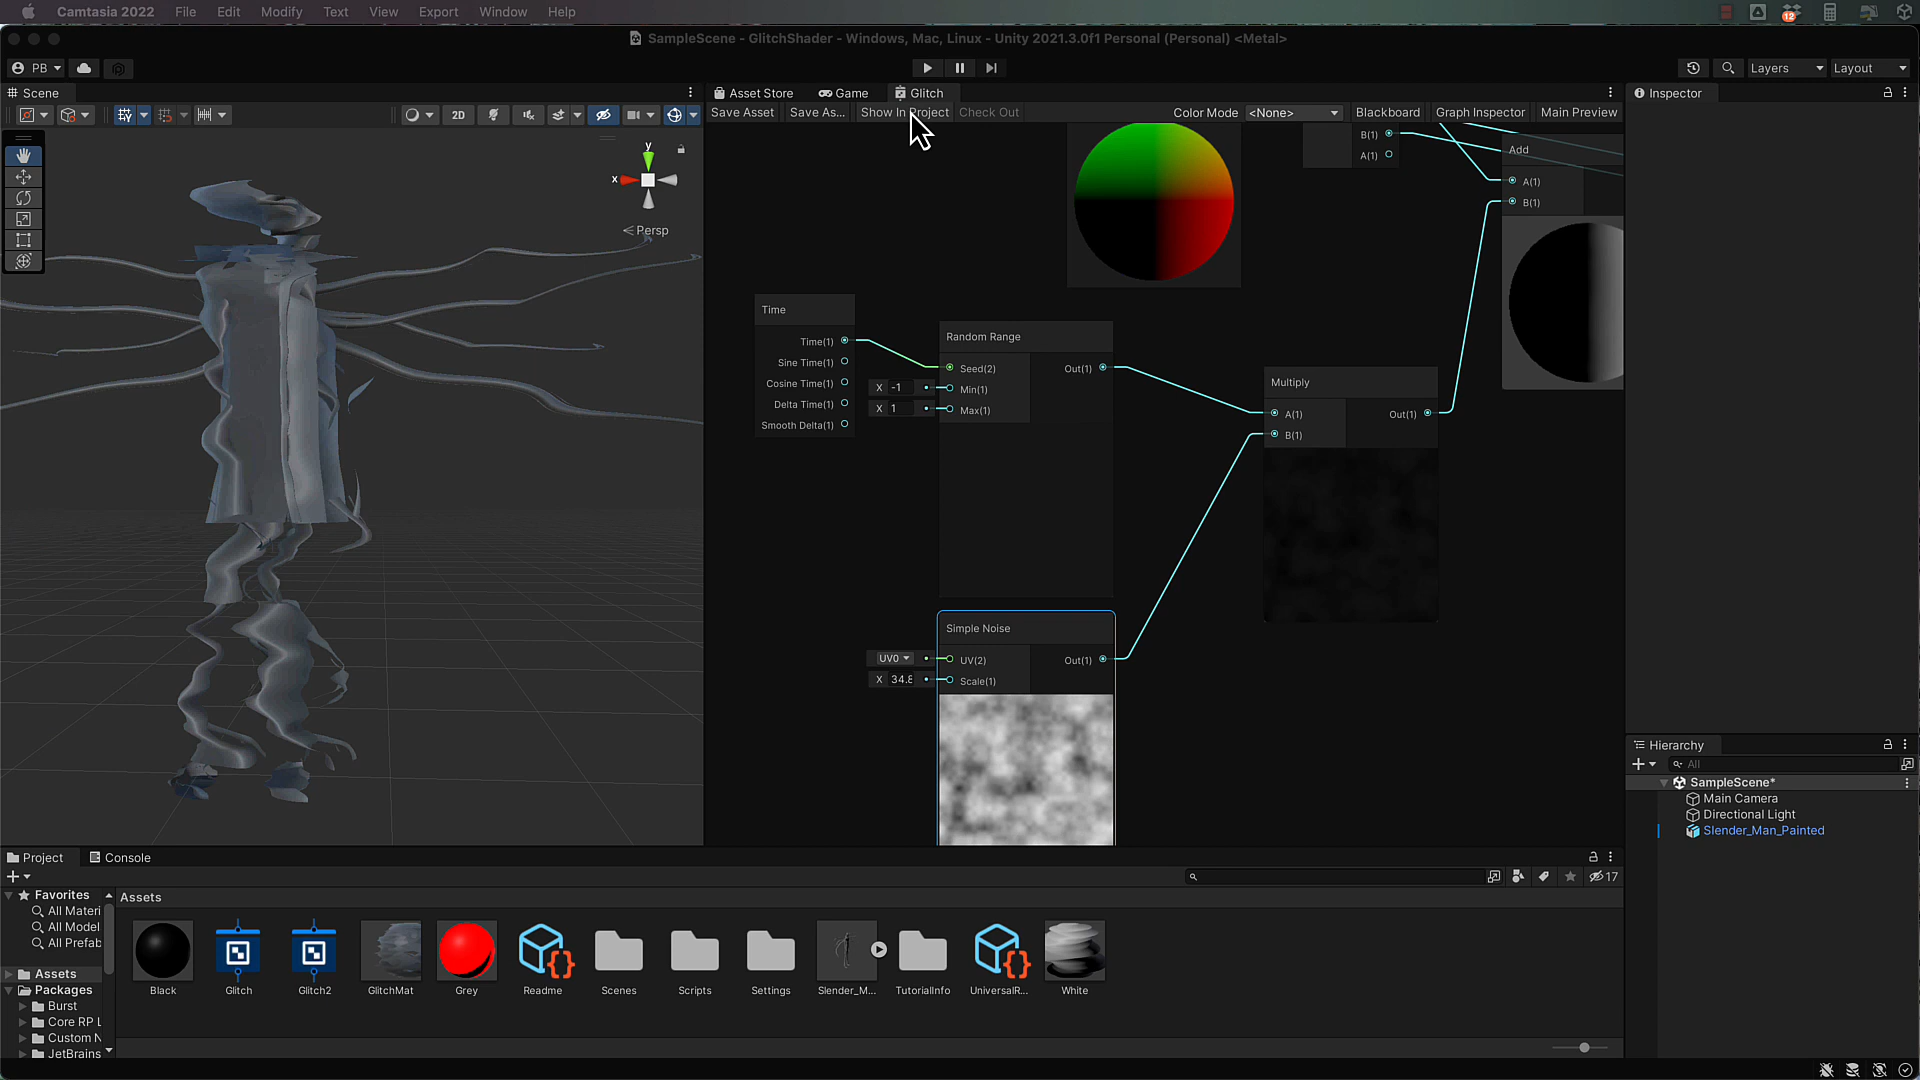 Camtasia 2022 File Edit Modify Text View Export Window Help
12
SampleScene - GlitchShader - Windows, Mac, Linux - Unity 2021.3.0f1 Personal (Personal) <Metal>
PB
Layers Layout
Scene
Asset Store Game Glitch
Inspector
2D
Save Asset Save As... Show In Project Check Out Color Mode <None> Blackboard Graph Inspector Main Preview
y
x
Persp
B(1)
A(1)
Add
A(1)
B(1)
Time
Time(1)
Sine Time(1)
Cosine Time(1)
Delta Time(1)
Smooth Delta(1)
Random Range
Seed(2) Out(1)
X -1 Min(1)
X 1 Max(1)
Multiply
A(1) Out(1)
B(1)
Simple Noise
UV0 UV(2) Out(1)
X 34.8 Scale(1)
Hierarchy
All
SampleScene*
Main Camera
Directional Light
Slender_Man_Painted
Project Console
17
Favorites
All Materi
All Model
All Prefab
Assets
Packages
Burst
Core RP L
Custom N
JetBrains
Assets
Black Glitch Glitch2 GlitchMat Grey Readme Scenes Scripts Settings Slender_M... TutorialInfo UniversalR... White